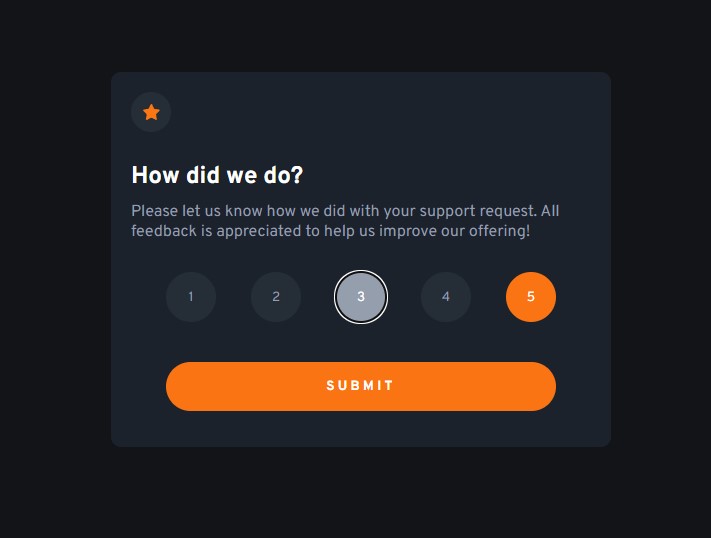 How did we do?
Please let us know how we did with your support request. All
feedback is appreciated to help us improve our offering!
1 2 3 4 5
SUBMIT